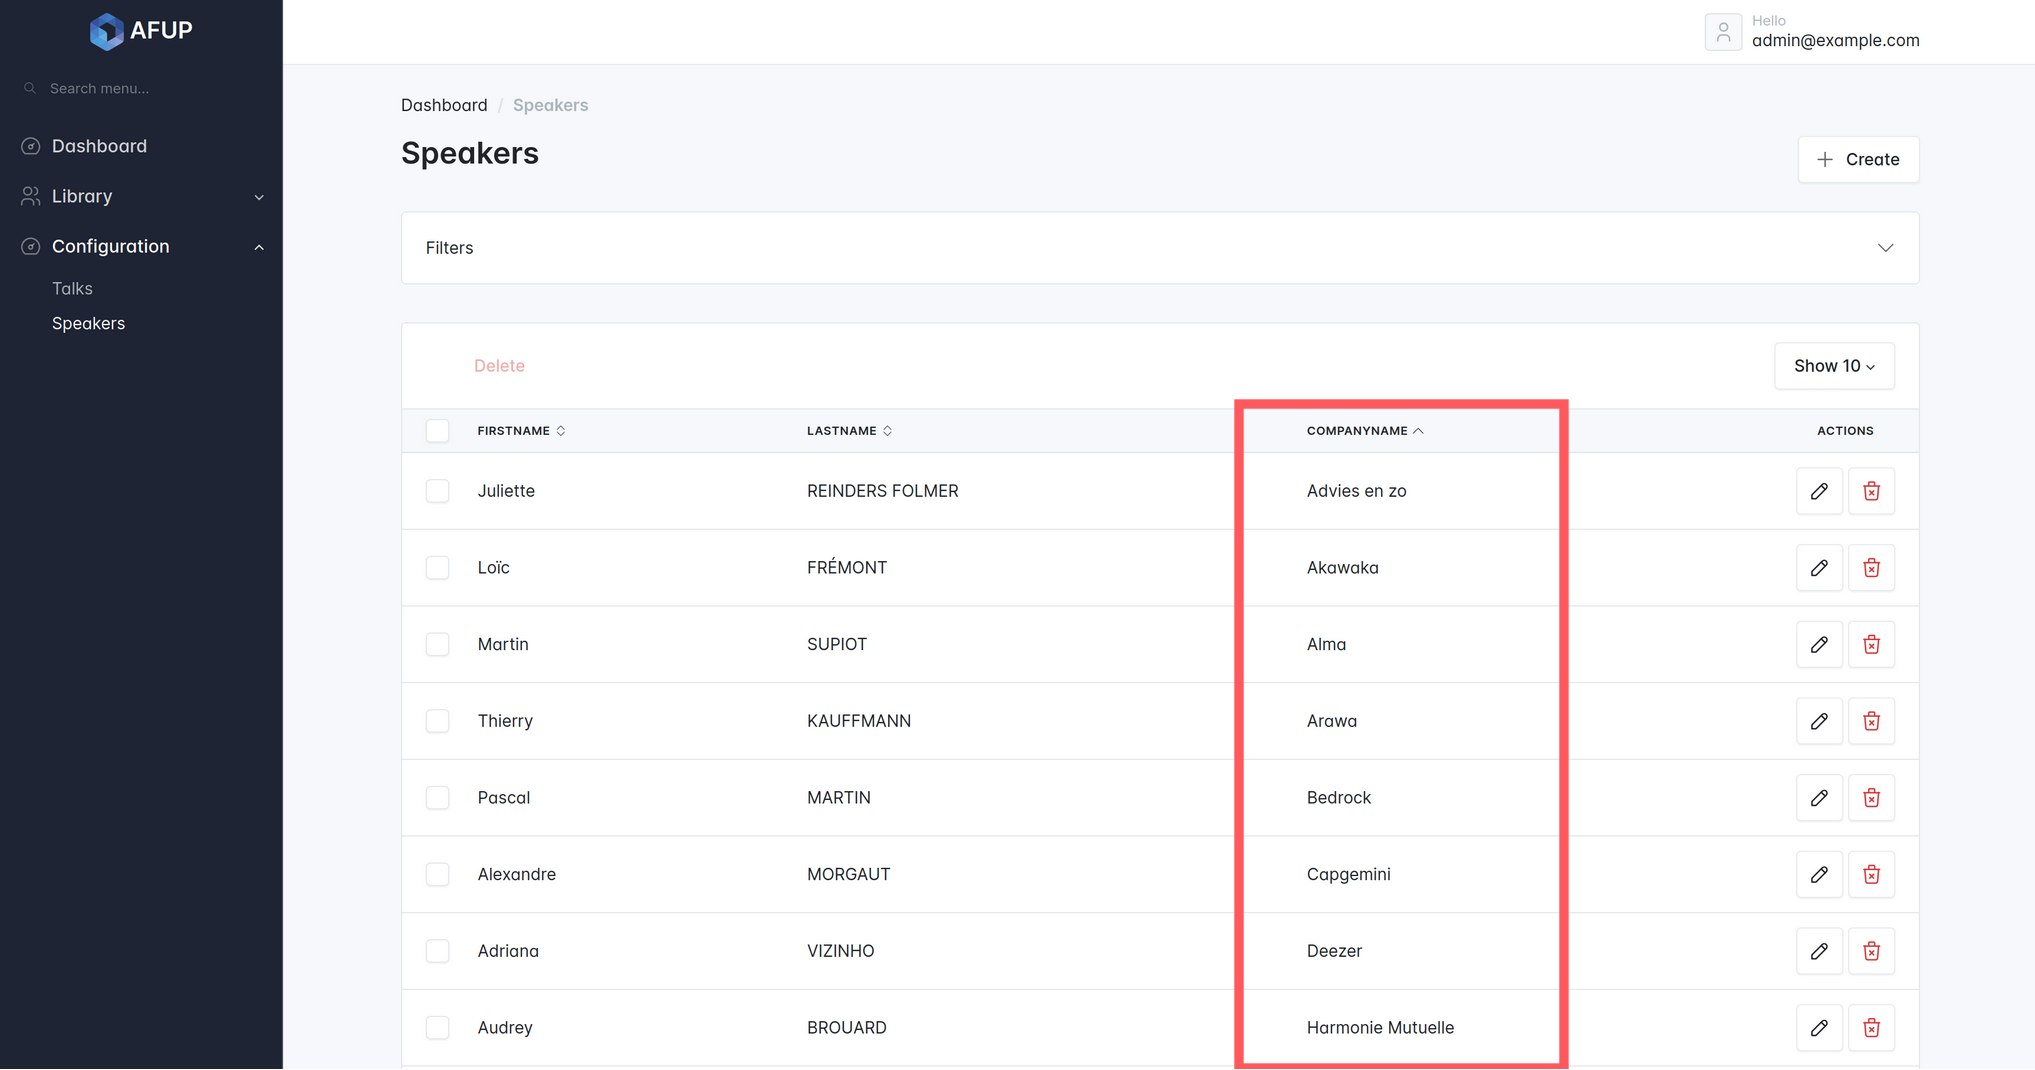 AFUP
Hello
admin@example.com
Search menu...
Dashboard
Library
Configuration
Talks
Speakers
Dashboard / Speakers
Speakers
Create
Filters
Delete
Show 10
FIRSTNAME LASTNAME COMPANYNAME ACTIONS
Juliette REINDERS FOLMER Advies en zo
Loïc FRÉMONT Akawaka
Martin SUPIOT Alma
Thierry KAUFFMANN Arawa
Pascal MARTIN Bedrock
Alexandre MORGAUT Capgemini
Adriana VIZINHO Deezer
Audrey BROUARD Harmonie Mutuelle